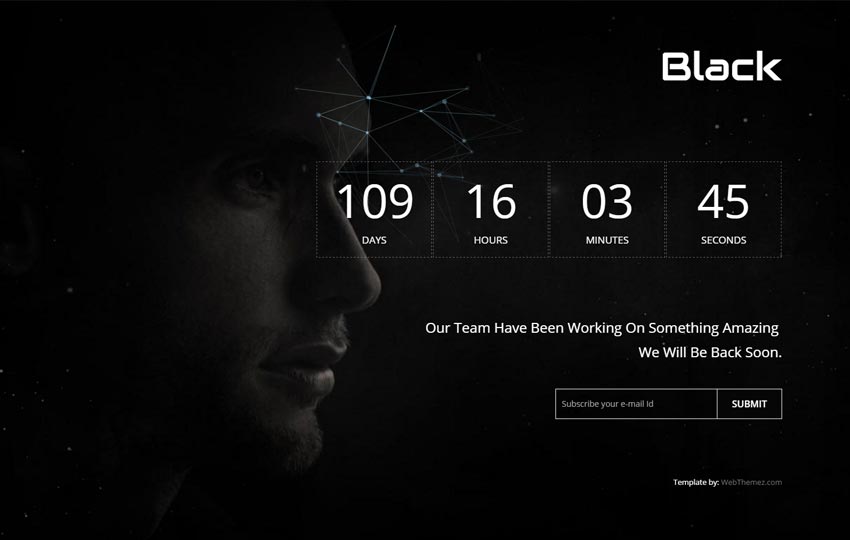 Black
109 16 03 45
DAYS HOURS MINUTES SECONDS
Our Team Have Been Working On Something Amazing
We Will Be Back Soon.
Subscribe your e-mail Id SUBMIT
Template by: WebThemez.com